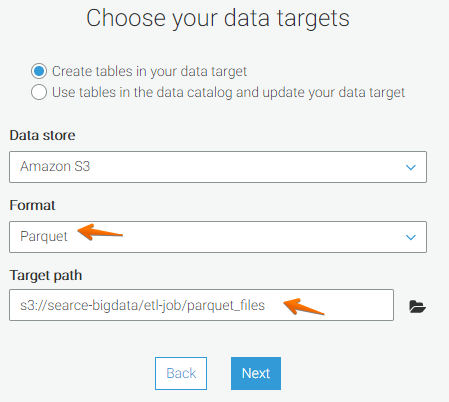 Choose your data targets
Create tables in your data target
Use tables in the data catalog and update your data target
Data store
Amazon S3
Format
Parquet
Target path
s3://searce-bigdata/etl-job/parquet_files
Back
Next